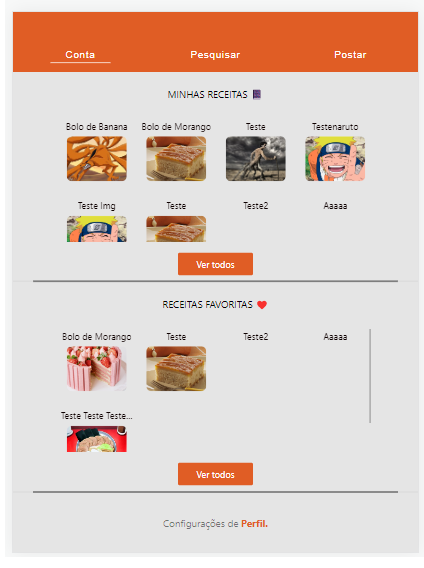 Conta Pesquisar Postar
MINHAS RECEITAS
Bolo de Banana Bolo de Morango Teste Testenaruto
Teste Img Teste Teste2 Aaaaa
Ver todos
RECEITAS FAVORITAS
Bolo de Morango Teste Teste2 Aaaaa
Teste Teste Teste...
Ver todos
Configurações de Perfil.